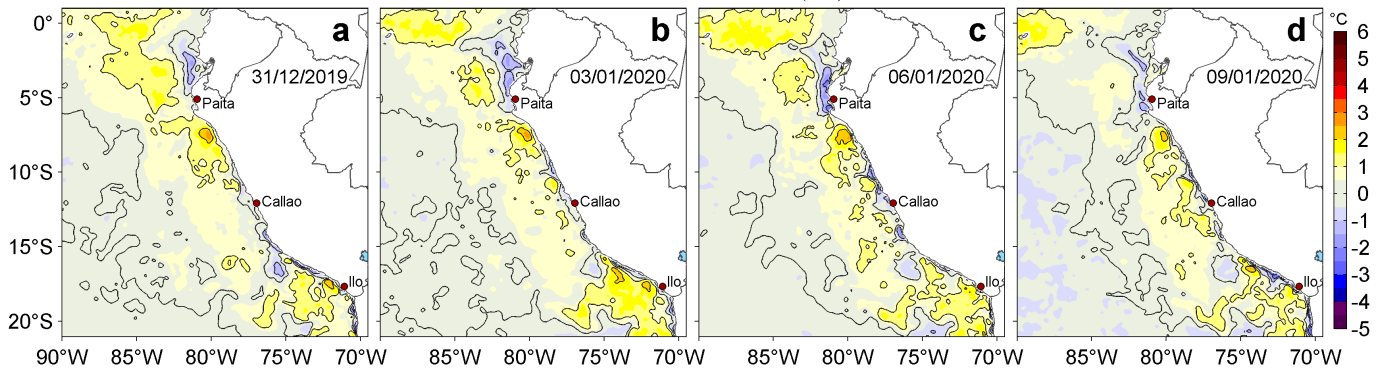 a
b
c
d
31/12/2019
03/01/2020
06/01/2020
09/01/2020
Paita
Callao
Ilo
Paita
Callao
Ilo
Paita
Callao
Ilo
Paita
Callao
Ilo
0°
5°S
10°S
15°S
20°S
90°W
85°W
80°W
75°W
70°W
85°W
80°W
75°W
70°W
85°W
80°W
75°W
70°W
85°W
80°W
75°W
70°W
°C
6
5
4
3
2
1
0
-1
-2
-3
-4
-5